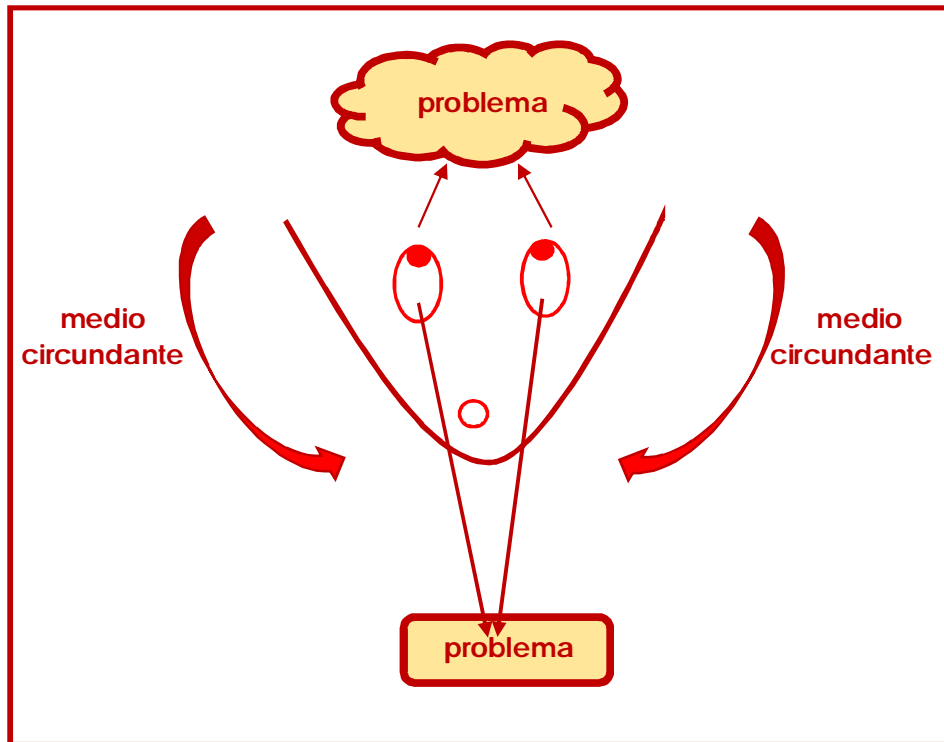 problema
medio
circundante
medio
circundante
problema